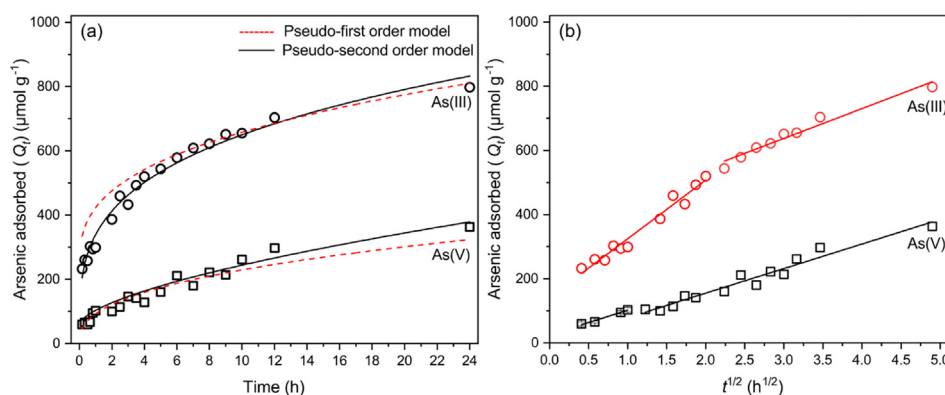 (a)
Pseudo-first order model
Pseudo-second order model
As(III)
As(V)
Arsenic adsorbed ( Qt) (μmol g-1)
1000
800
600
400
200
0
0 2 4 6 8 10 12 14 16 18 20 22 24
Time (h)
(b)
As(III)
As(V)
Arsenic adsorbed ( Qt) (μmol g-1)
1000
800
600
400
200
0
0.0 0.5 1.0 1.5 2.0 2.5 3.0 3.5 4.0 4.5 5.0
t1/2 (h1/2)